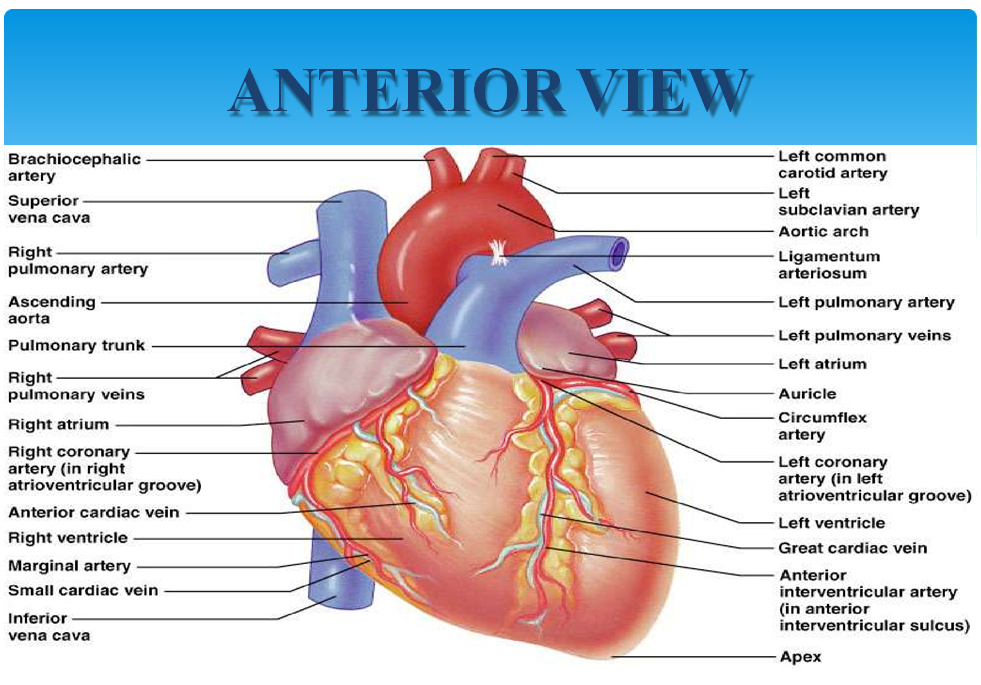 ANTERIOR VIEW
Brachiocephalic
artery
Superior
vena cava
Right
pulmonary artery
Ascending
aorta
Pulmonary trunk
Right
pulmonary veins
Right atrium
Right coronary
artery (in right
atrioventricular groove)
Anterior cardiac vein
Right ventricle
Marginal artery
Small cardiac vein
Inferior
vena cava
Left common
carotid artery
Left
subclavian artery
Aortic arch
Ligamentum
arteriosum
Left pulmonary artery
Left pulmonary veins
Left atrium
Auricle
Circumflex
artery
Left coronary
artery (in left
atrioventricular groove)
Left ventricle
Great cardiac vein
Anterior
interventricular artery
(in anterior
interventricular sulcus)
Apex